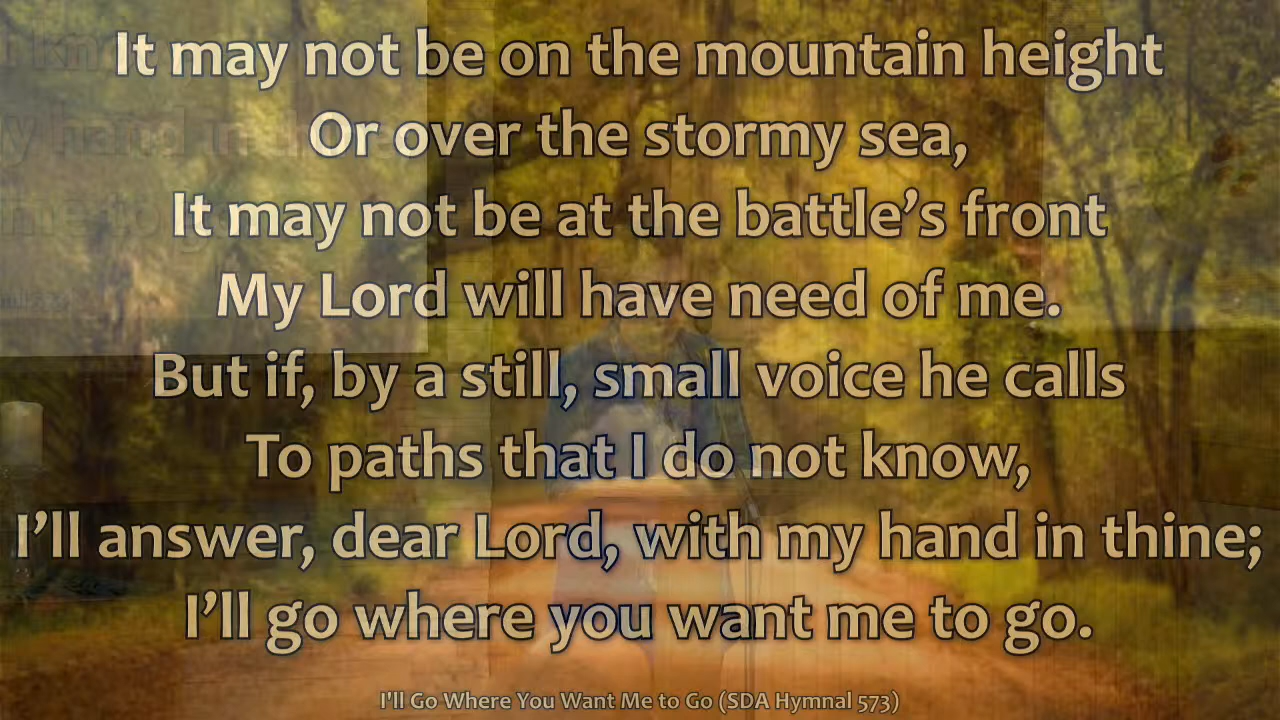 It may not be on the mountain height
Or over the stormy sea,
It may not be at the battle’s front
My Lord will have need of me.
But if, by a still, small voice he calls
To paths that I do not know,
I’ll answer, dear Lord, with my hand in thine;
I’ll go where you want me to go.
I'll Go Where You Want Me to Go (SDA Hymnal 573)